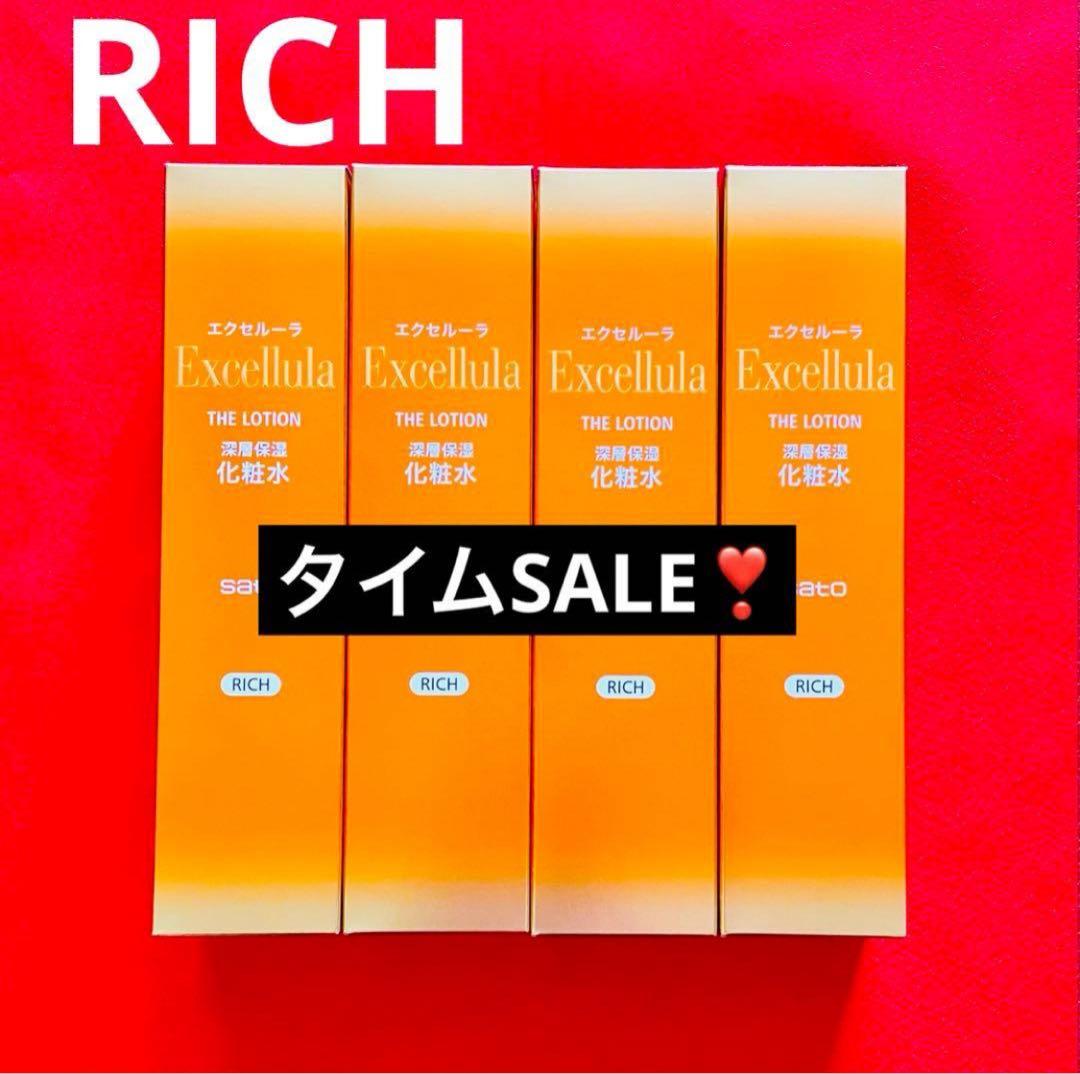 RICH
エクセルーラ
Excellula
THE LOTION
深層保湿
化粧水
RICH
エクセルーラ
Excellula
THE LOTION
深層保湿
化粧水
RICH
エクセルーラ
Excellula
THE LOTION
深層保湿
化粧水
RICH
エクセルーラ
Excellula
THE LOTION
深層保湿
化粧水
sato
RICH
タイムSALE❣️